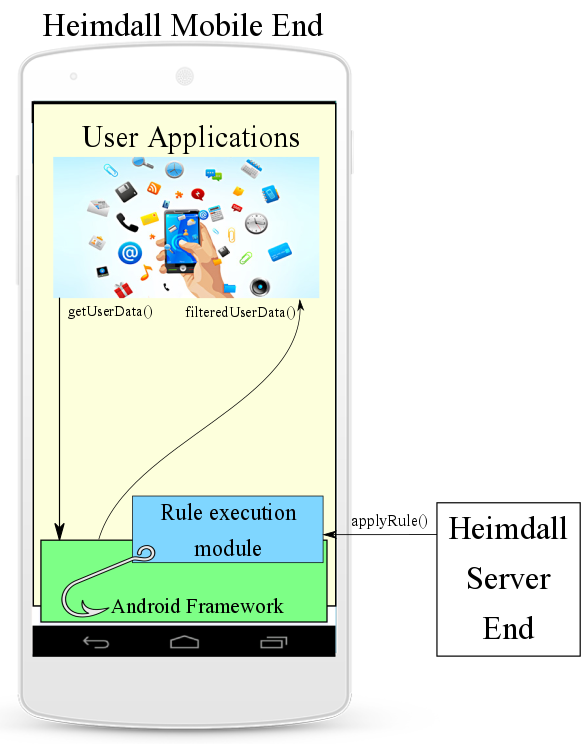 Heimdall Mobile End
User Applications
@
@
getUserData()
filteredUserData()
Rule execution
module
Android Framework
applyRule()
Heimdall
Server
End